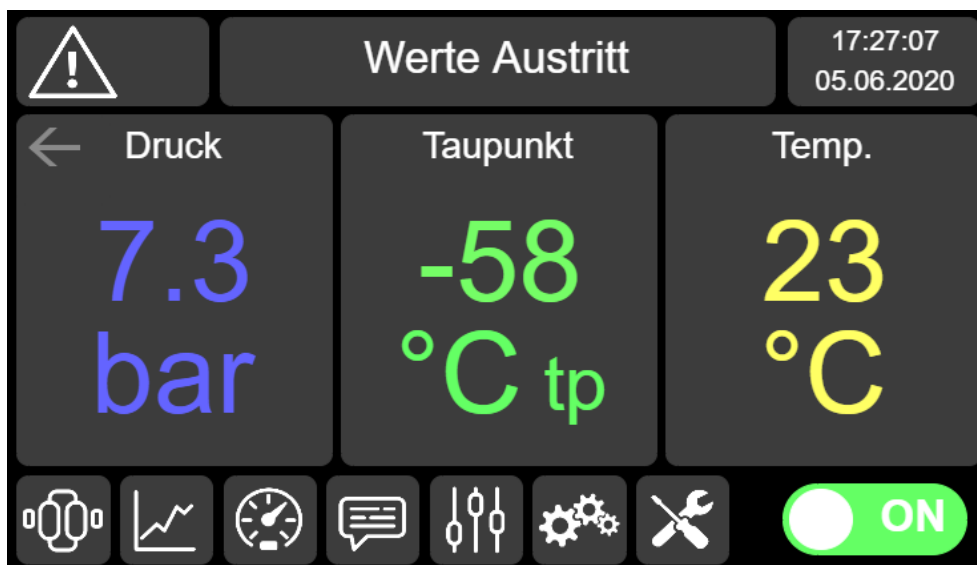 Werte Austritt
17:27:07
05.06.2020
Druck
7.3
bar
Taupunkt
-58
°C tp
Temp.
23
°C
ON